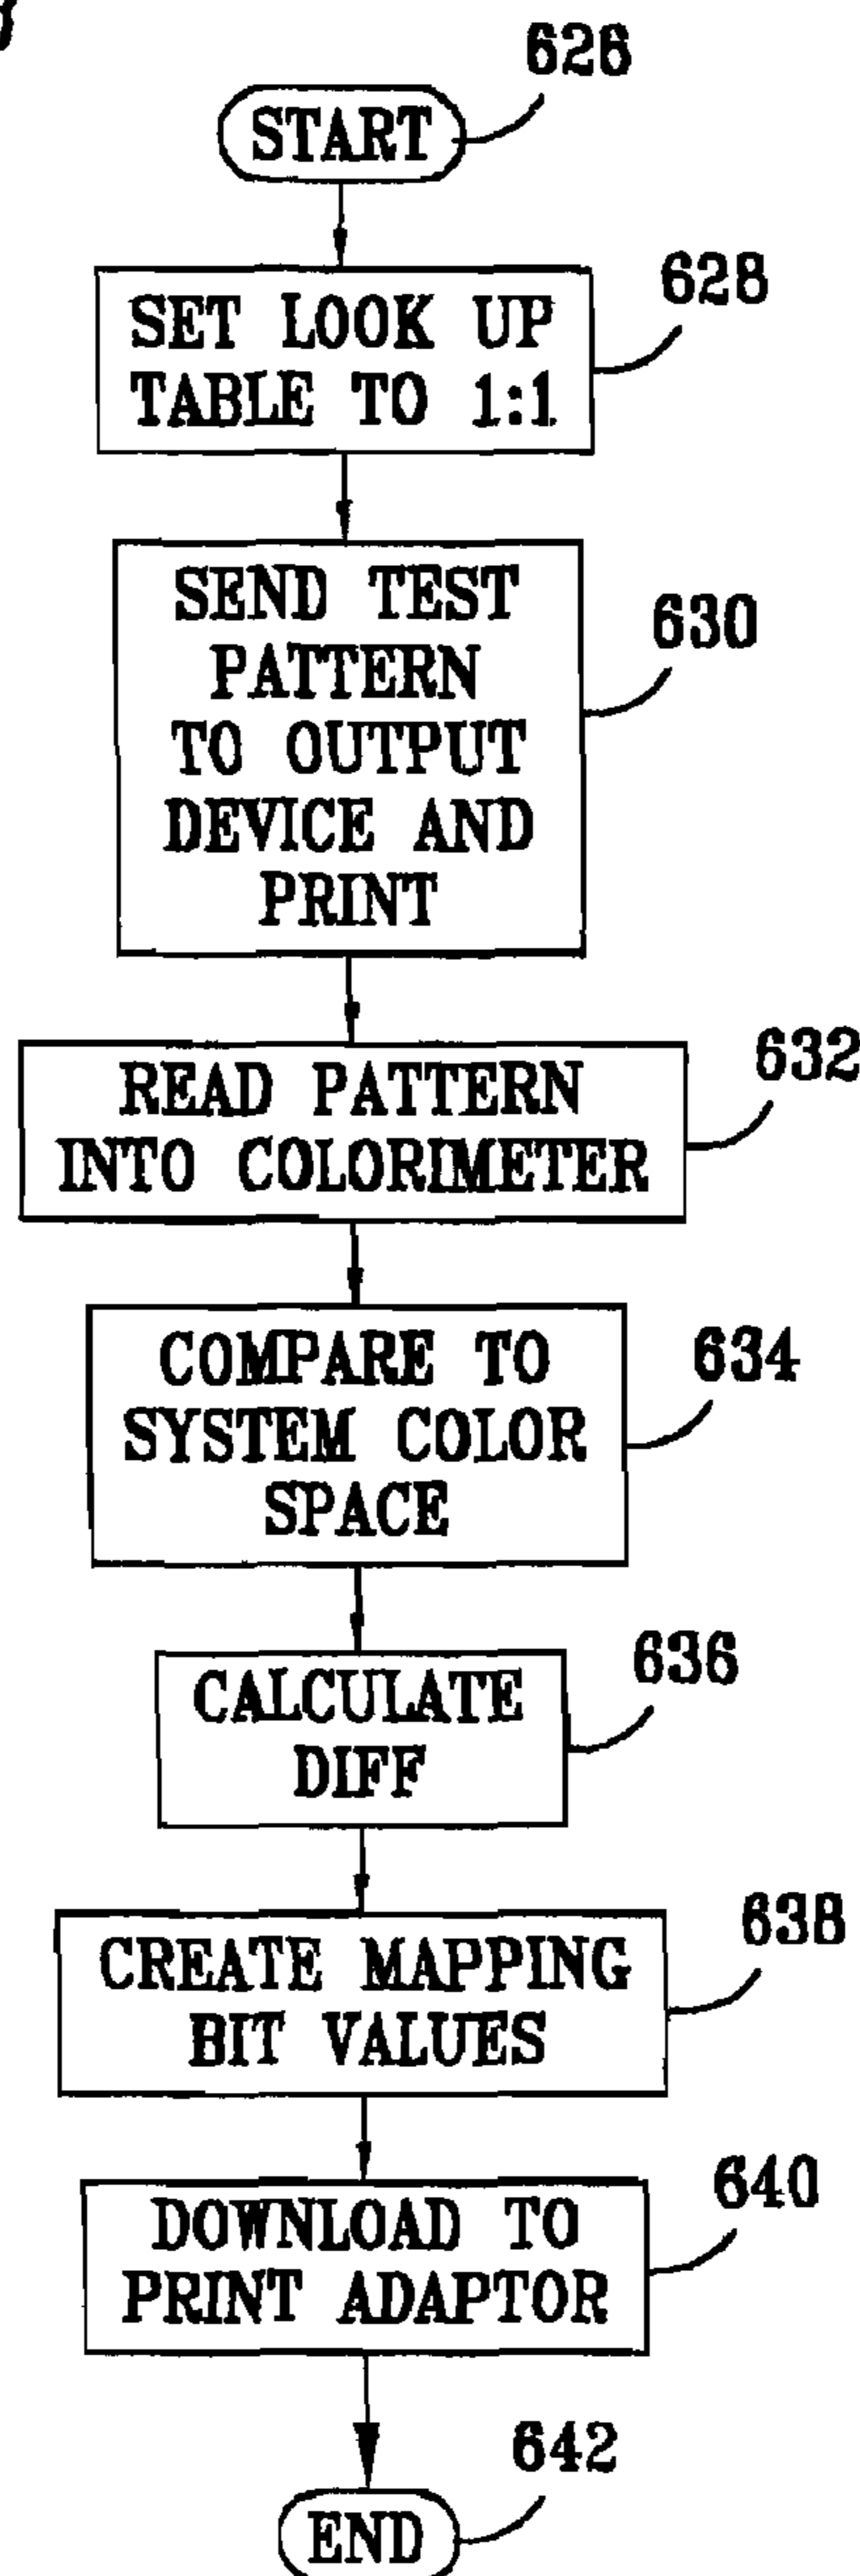 626
START
628
SET LOOK UP
TABLE TO 1:1
630
SEND TEST
PATTERN
TO OUTPUT
DEVICE AND
PRINT
632
READ PATTERN
INTO COLORIMETER
634
COMPARE TO
SYSTEM COLOR
SPACE
636
CALCULATE
DIFF
638
CREATE MAPPING
BIT VALUES
640
DOWNLOAD TO
PRINT ADAPTOR
642
END